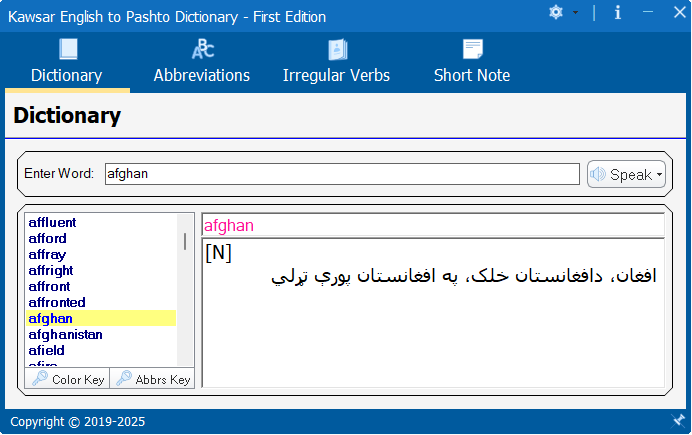 Kawsar English to Pashto Dictionary - First Edition
Dictionary
Abbreviations
Irregular Verbs
Short Note
Dictionary
Enter Word:
afghan
Speak
affluent
afford
affray
affright
affront
affronted
afghan
afghanistan
afield
Color Key
Abbrs Key
afghan
[N]
افغان، دافغانستان خلک، په افغانستان پورې تړلي
Copyright © 2019-2025